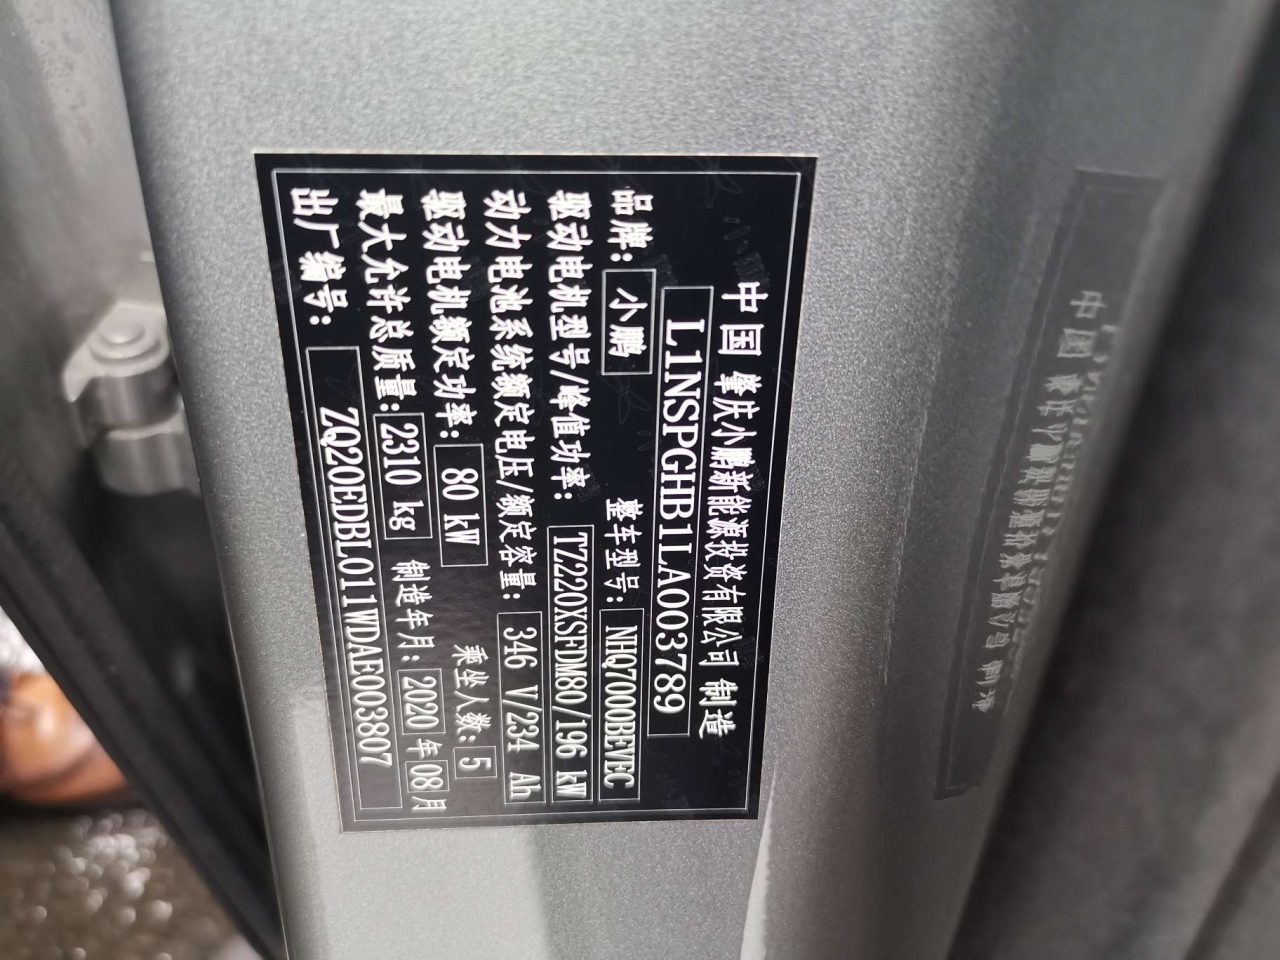 中国 肇庆小鹏新能源投资有限公司 制造
L1NSPGHB1LA003789
品牌: 小鹏 整车型号: NHQ7000BEVEC
驱动电机型号/峰值功率: TZ220XSFDM80/196 kW
动力电池系统额定电压/额定容量: 346 V/234 Ah
驱动电机额定功率: 80 kW 乘坐人数: 5
最大允许总质量: 2310 kg 制造年月: 2020 年 08 月
出厂编号: ZQ20EDBL011WDAE003807